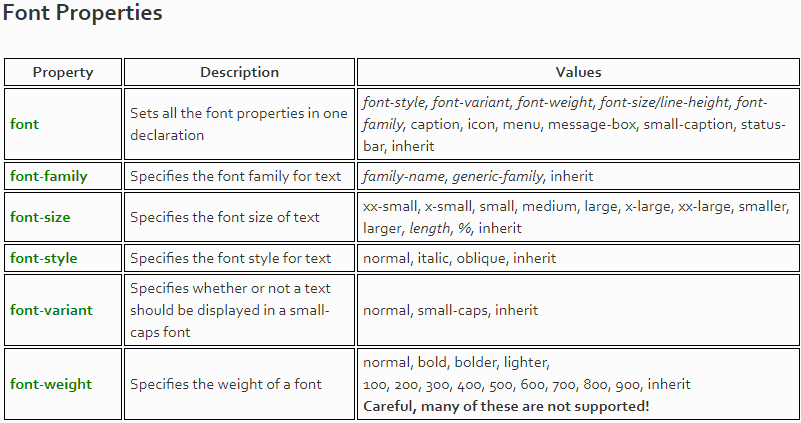 Font Properties
Property Description Values
font
Sets all the font properties in one
declaration
font-style, font-variant, font-weight, font-size/line-height, font-
family, caption, icon, menu, message-box, small-caption, status-
bar, inherit
font-family
Specifies the font family for text
family-name, generic-family, inherit
font-size
Specifies the font size of text
xx-small, x-small, small, medium, large, x-large, xx-large, smaller,
larger, length, %, inherit
font-style
Specifies the font style for text
normal, italic, oblique, inherit
font-variant
Specifies whether or not a text
should be displayed in a small-
caps font
normal, small-caps, inherit
font-weight
Specifies the weight of a font
normal, bold, bolder, lighter,
100, 200, 300, 400, 500, 600, 700, 800, 900, inherit
Careful, many of these are not supported!